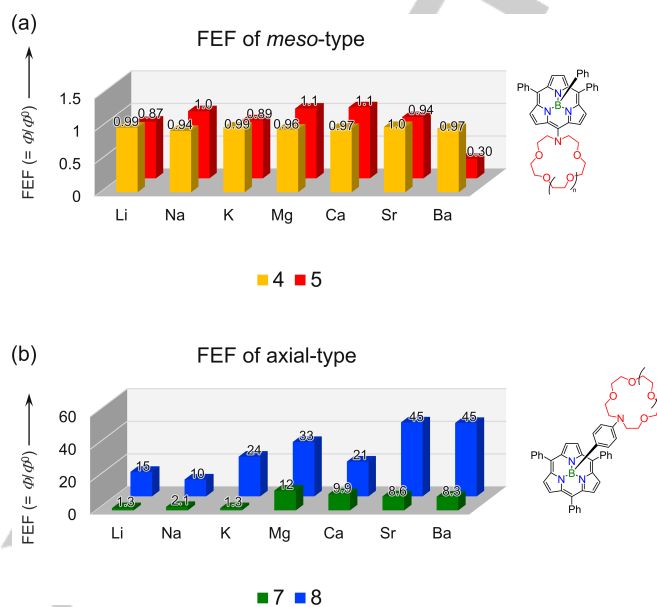 (a)
FEF of meso-type
FEF (= Φ/Φ⁰)
1.5
1
0.5
0
0.99
0.87
0.94
1.0
0.99
0.89
0.96
1.1
0.97
1.1
1.0
0.94
0.97
0.30
Li Na K Mg Ca Sr Ba
4 5
Ph
Ph
Ph
N
B
N
N
N
O
O
O
O
n
(b)
FEF of axial-type
FEF (= Φ/Φ⁰)
60
40
20
0
15
10
24
33
21
45
45
1.3
2.1
1.3
12
9.9
8.6
8.3
Li Na K Mg Ca Sr Ba
7 8
O
O
O
N
O
Ph
Ph
N
B
N
N
Ph